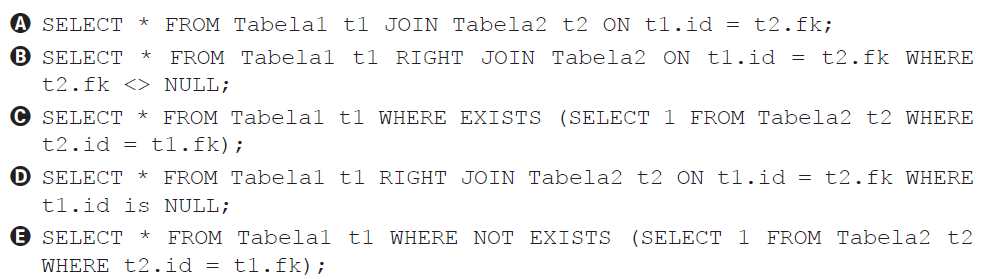 A SELECT * FROM Tabela1 t1 JOIN Tabela2 t2 ON t1.id = t2.fk;
B SELECT * FROM Tabela1 t1 RIGHT JOIN Tabela2 ON t1.id = t2.fk WHERE
t2.fk <> NULL;
C SELECT * FROM Tabela1 t1 WHERE EXISTS (SELECT 1 FROM Tabela2 t2 WHERE
t2.id = t1.fk);
D SELECT * FROM Tabela1 t1 RIGHT JOIN Tabela2 t2 ON t1.id = t2.fk WHERE
t1.id is NULL;
E SELECT * FROM Tabela1 t1 WHERE NOT EXISTS (SELECT 1 FROM Tabela2 t2
WHERE t2.id = t1.fk);